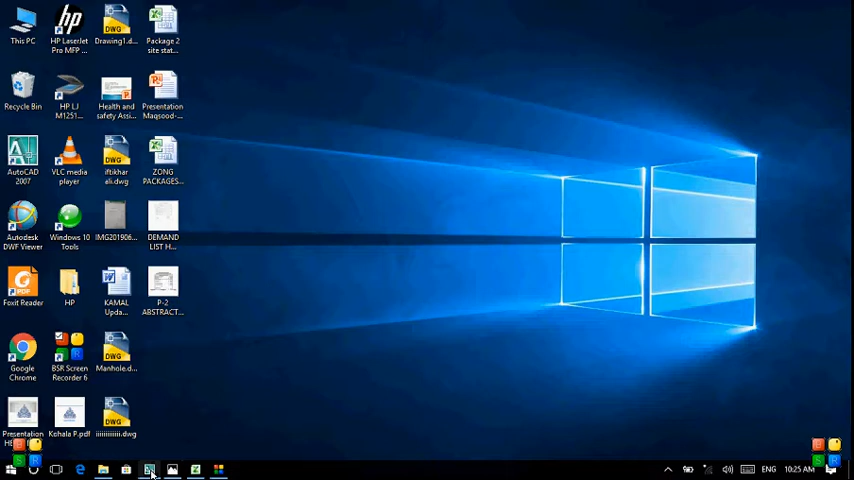 This PC
HP LaserJet
Pro MFP ...
Drawing1.d...
Package 2
site stat...
Recycle Bin
HP LJ
M1251...
Health and
safety Assi...
Presentation
Maqsood-...
AutoCAD
2007
VLC media
player
iftikhar
ali.dwg
ZONG
PACKAGES...
Autodesk
DWF Viewer
Windows 10
Tools
IMG201906...
DEMAND
LIST H...
Foxit Reader
HP
KAMAL
Upda...
P-2
ABSTRACT...
Google
Chrome
BSR Screen
Recorder 6
Manhole.d...
Presentation
Kohala P.pdf
iiiiiiiiiiiii.dwg
ENG
10:25 AM